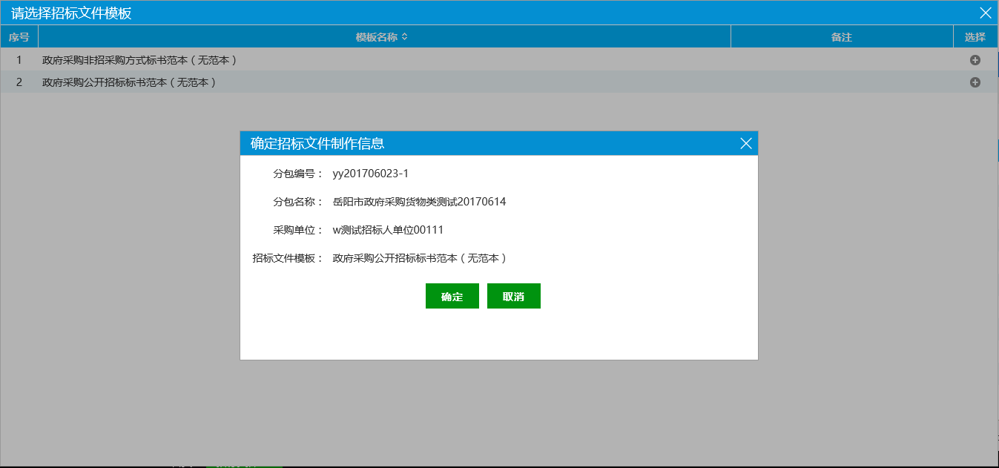 请选择招标文件模板
序号 模板名称 备注 选择
1 政府采购非招采购方式标书范本（无范本）
2 政府采购公开招标标书范本（无范本）
确定招标文件制作信息
分包编号： yy201706023-1
分包名称： 岳阳市政府采购货物类测试20170614
采购单位： w测试招标人单位00111
招标文件模板： 政府采购公开招标标书范本（无范本）
确定 取消